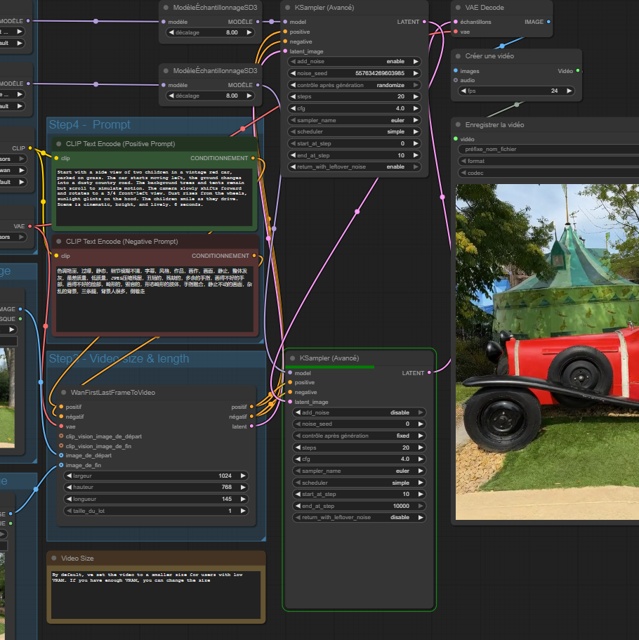 ModèleÉchantillonnageSD3
modèle MODÈLE
décalage 8.00
ModèleÉchantillonnageSD3
modèle MODÈLE
décalage 8.00
KSampler (Avancé)
model LATENT
positive
negative
latent_image
add_noise enable
noise_seed 557634269603985
contrôle après génération randomize
steps 20
cfg 4.0
sampler_name euler
scheduler simple
start_at_step 0
end_at_step 10
return_with_leftover_noise enable
VAE Decode
échantillons IMAGE
vae
Créer une vidéo
images Vidéo
audio
fps 24
Enregistrer la vidéo
vidéo
préfixe_nom_fichier
format
codec
CLIP
VAE
Step4 - Prompt
CLIP Text Encode (Positive Prompt)
clip CONDITIONNEMENT
Start with a side view of two children in a vintage red car,
parked on grass. The car starts moving left, the ground changes
into a dusty country road. The background trees and tents remain
but scroll to simulate motion. The camera slowly shifts forward
and rotates to a 3/4 front-left view. Dust rises from the wheels,
sunlight glints on the hood. The children smile as they drive.
Scene is cinematic, bright, and lively. 6 seconds.
CLIP Text Encode (Negative Prompt)
clip CONDITIONNEMENT
WanFirstLastFrameToVideo
positif positif
négatif négatif
vae latent
clip_vision_image_de_départ
clip_vision_image_de_fin
image_de_départ
image_de_fin
largeur 1024
hauteur 768
longueur 145
taille_du_lot 1
Video Size
By default, we set the video to a smaller size for users with low
VRAM. If you have enough VRAM, you can change the size
KSampler (Avancé)
model LATENT
positive
negative
latent_image
add_noise disable
noise_seed 0
contrôle après génération fixed
steps 20
cfg 4.0
sampler_name euler
scheduler simple
start_at_step 10
end_at_step 10000
return_with_leftover_noise disable